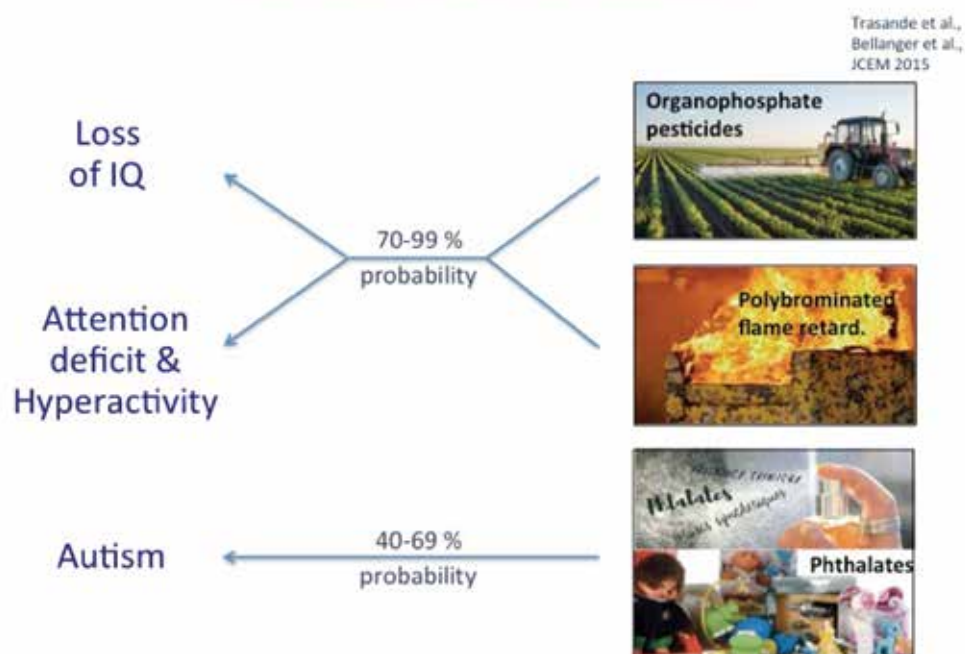 Trasande et al.,
Bellanger et al.,
JCEM 2015
Loss
of IQ
Organophosphate
pesticides
70-99 %
probability
Attention
deficit &
Hyperactivity
Polybrominated
flame retard.
Phtalates
Autism
40-69 %
probability
Phthalates